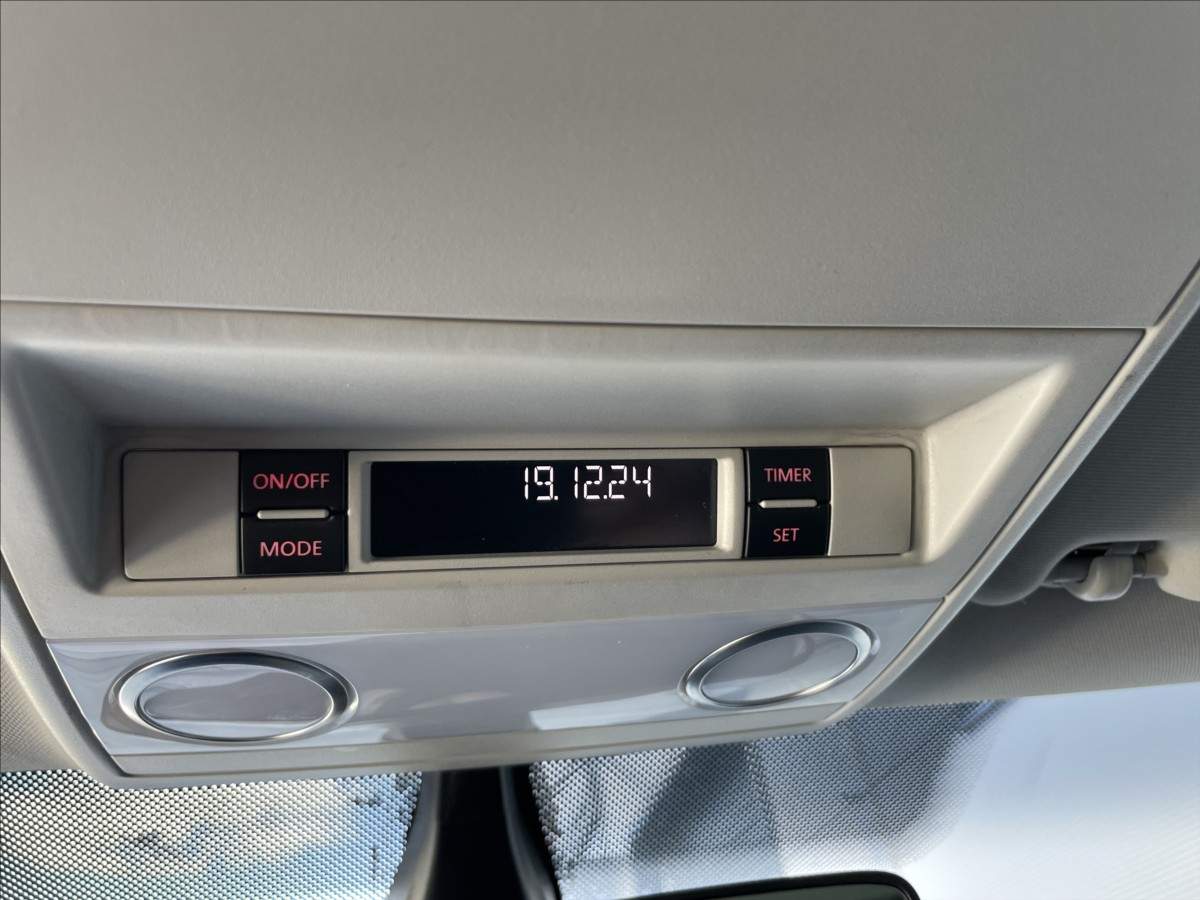 ON/OFF
MODE
19.12.24
TIMER
SET